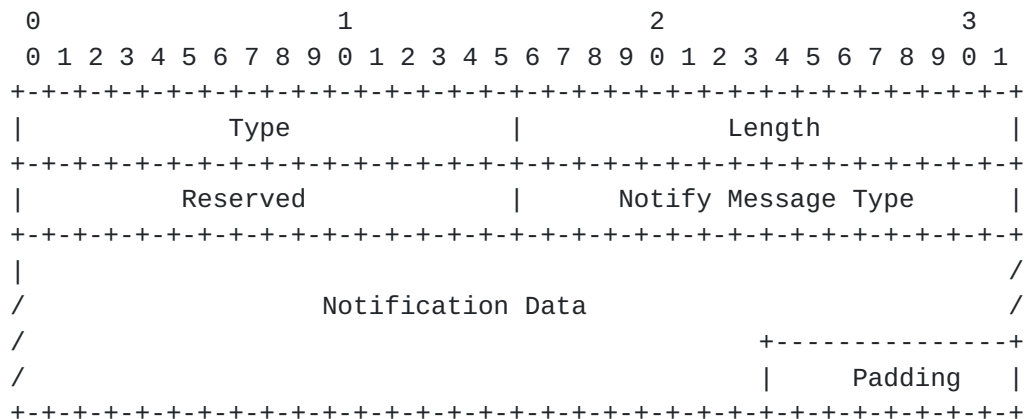 0                   1                   2                   3
 0 1 2 3 4 5 6 7 8 9 0 1 2 3 4 5 6 7 8 9 0 1 2 3 4 5 6 7 8 9 0 1
+-+-+-+-+-+-+-+-+-+-+-+-+-+-+-+-+-+-+-+-+-+-+-+-+-+-+-+-+-+-+-+-+
|             Type              |             Length            |
+-+-+-+-+-+-+-+-+-+-+-+-+-+-+-+-+-+-+-+-+-+-+-+-+-+-+-+-+-+-+-+-+
|          Reserved             |      Notify Message Type      |
+-+-+-+-+-+-+-+-+-+-+-+-+-+-+-+-+-+-+-+-+-+-+-+-+-+-+-+-+-+-+-+-+
|                                                               /
/                   Notification Data                           /
/                                               +---------------+
/                                               |     Padding   |
+-+-+-+-+-+-+-+-+-+-+-+-+-+-+-+-+-+-+-+-+-+-+-+-+-+-+-+-+-+-+-+-+